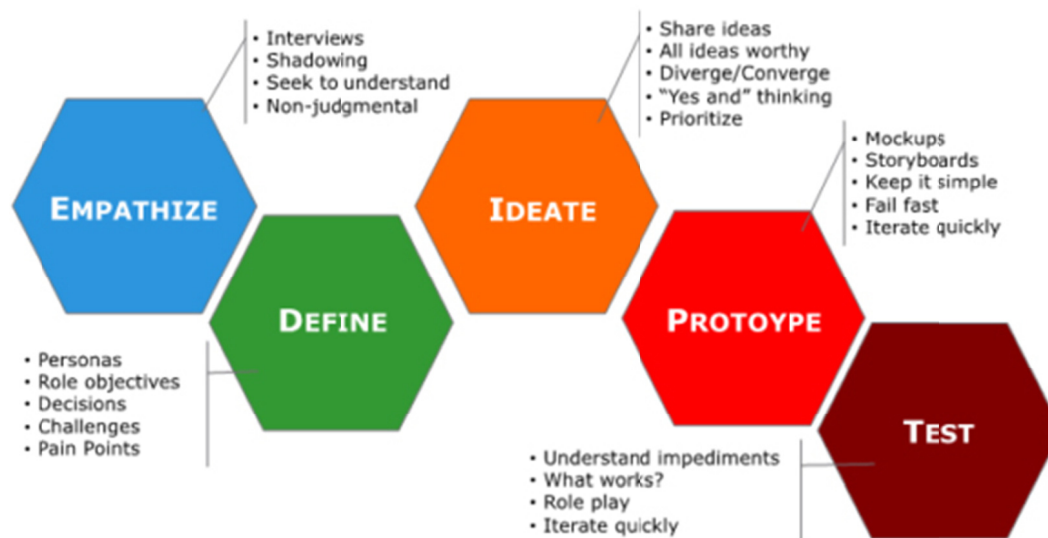 EMPATHIZE
• Interviews
• Shadowing
• Seek to understand
• Non-judgmental
DEFINE
• Personas
• Role objectives
• Decisions
• Challenges
• Pain Points
IDEATE
• Share ideas
• All ideas worthy
• Diverge/Converge
• “Yes and” thinking
• Prioritize
PROTOYPE
• Mockups
• Storyboards
• Keep it simple
• Fail fast
• Iterate quickly
TEST
• Understand impediments
• What works?
• Role play
• Iterate quickly